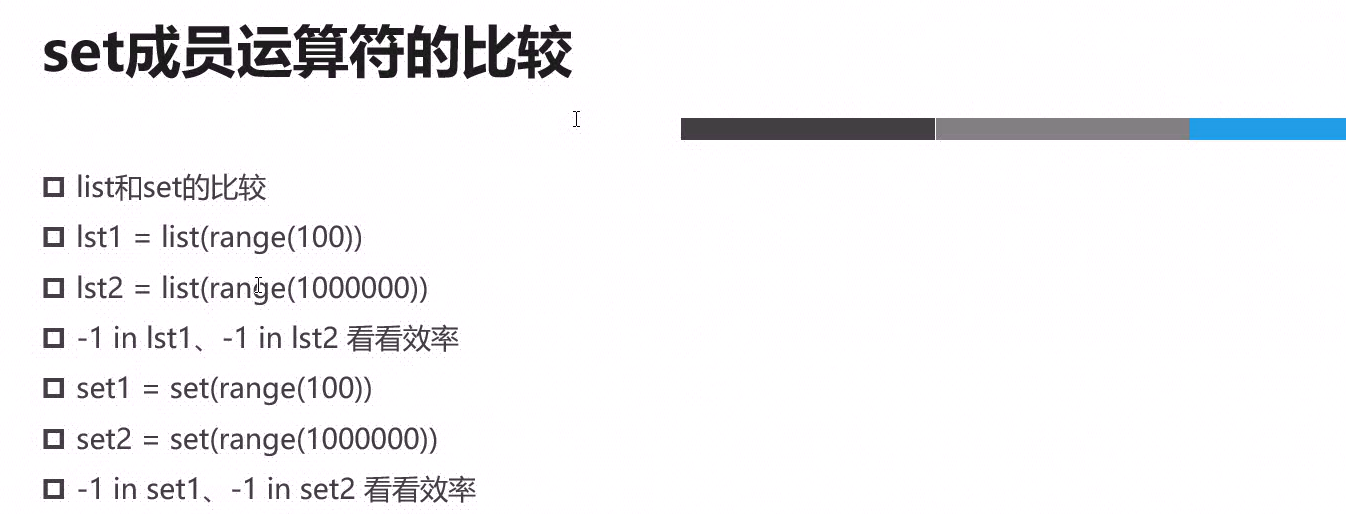 set成员运算符的比较
list和set的比较
lst1 = list(range(100))
lst2 = list(range(1000000))
-1 in lst1、-1 in lst2 看看效率
set1 = set(range(100))
set2 = set(range(1000000))
-1 in set1、-1 in set2 看看效率